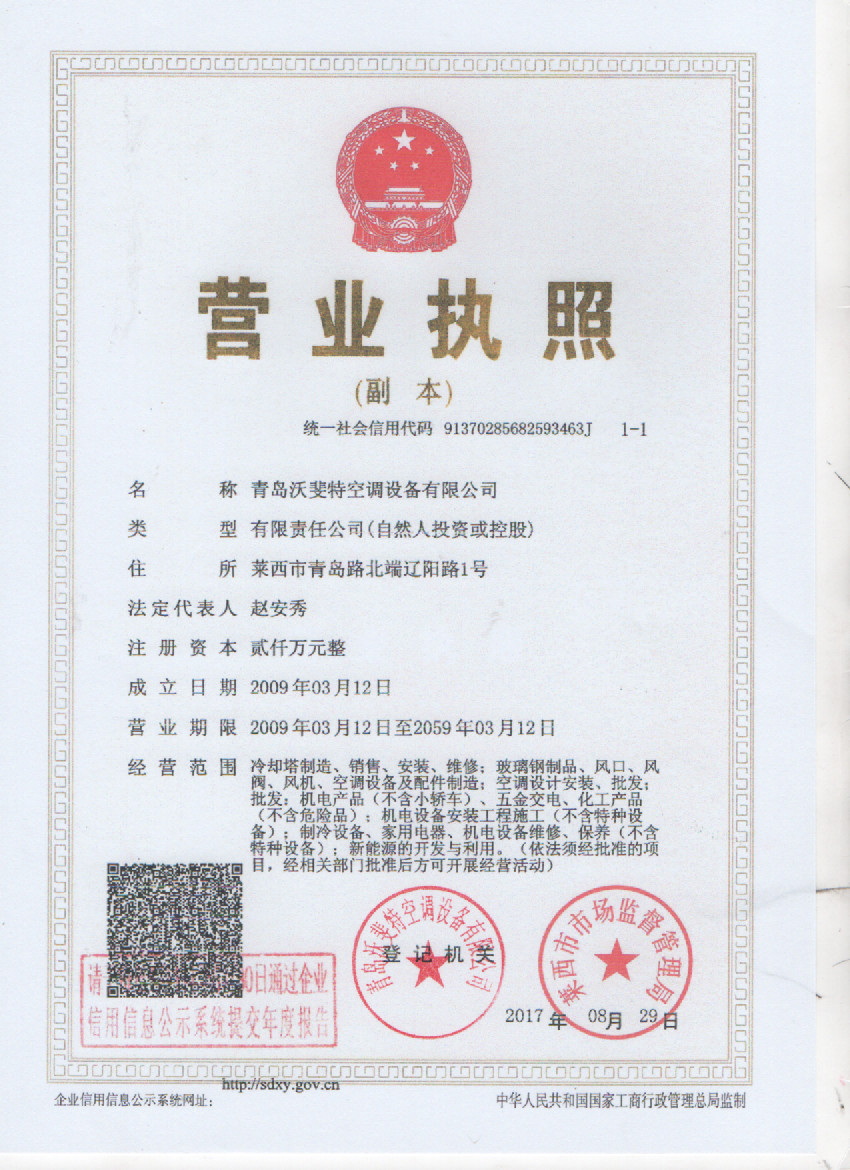 营业执照
(副 本)
统一社会信用代码 91370285682593463J 1-1
名 称 青岛沃斐特空调设备有限公司
类 型 有限责任公司(自然人投资或控股)
住 所 莱西市青岛路北端辽阳路1号
法定代表人 赵安秀
注册资本 贰仟万元整
成立日期 2009年03月12日
营业期限 2009年03月12日至2059年03月12日
经营范围 冷却塔制造、销售、安装、维修；玻璃钢制品、风口、风
阀、风机、空调设备及配件制造；空调设计安装、批发；
批发：机电产品（不含小轿车）、五金交电、化工产品
（不含危险品）；机电设备安装工程施工（不含特种设
备）；制冷设备、家用电器、机电设备维修、保养（不含
特种设备）；新能源的开发与利用。（依法须经批准的项
目，经相关部门批准后方可开展经营活动）
青岛沃斐特空调设备有限公司
莱西市市场监督管理局
登记机关
请 0日通过企业
信用信息公示系统提交年度报告
2017年 08月 29日
http://sdxy.gov.cn
企业信用信息公示系统网址：
中华人民共和国国家工商行政管理总局监制